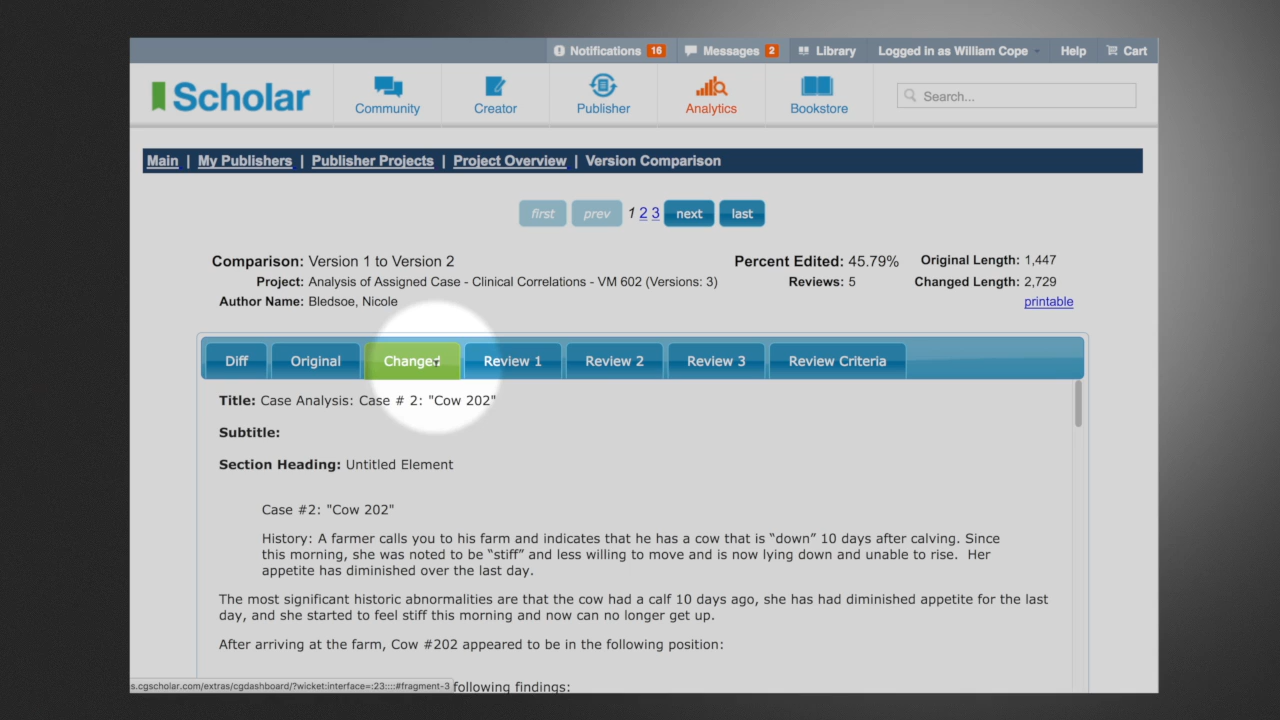 Notifications 16 Messages 2 Library Logged in as William Cope Help Cart
Scholar Community Creator Publisher Analytics Bookstore Search...
Main | My Publishers | Publisher Projects | Project Overview | Version Comparison
first prev 1 2 3 next last
Comparison: Version 1 to Version 2 Percent Edited: 45.79% Original Length: 1,447
Project: Analysis of Assigned Case - Clinical Correlations - VM 602 (Versions: 3) Reviews: 5 Changed Length: 2,729
Author Name: Bledsoe, Nicole printable
Diff Original Changed Review 1 Review 2 Review 3 Review Criteria
Title: Case Analysis: Case # 2: "Cow 202"
Subtitle:
Section Heading: Untitled Element
Case #2: "Cow 202"
History: A farmer calls you to his farm and indicates that he has a cow that is “down” 10 days after calving. Since
this morning, she was noted to be “stiff” and less willing to move and is now lying down and unable to rise.  Her
appetite has diminished over the last day.
The most significant historic abnormalities are that the cow had a calf 10 days ago, she has had diminished appetite for the last
day, and she started to feel stiff this morning and now can no longer get up.
After arriving at the farm, Cow #202 appeared to be in the following position:
s.cgscholar.com/extras/cgdashboard/?wicket:interface=:23::::#fragment-3 following findings: